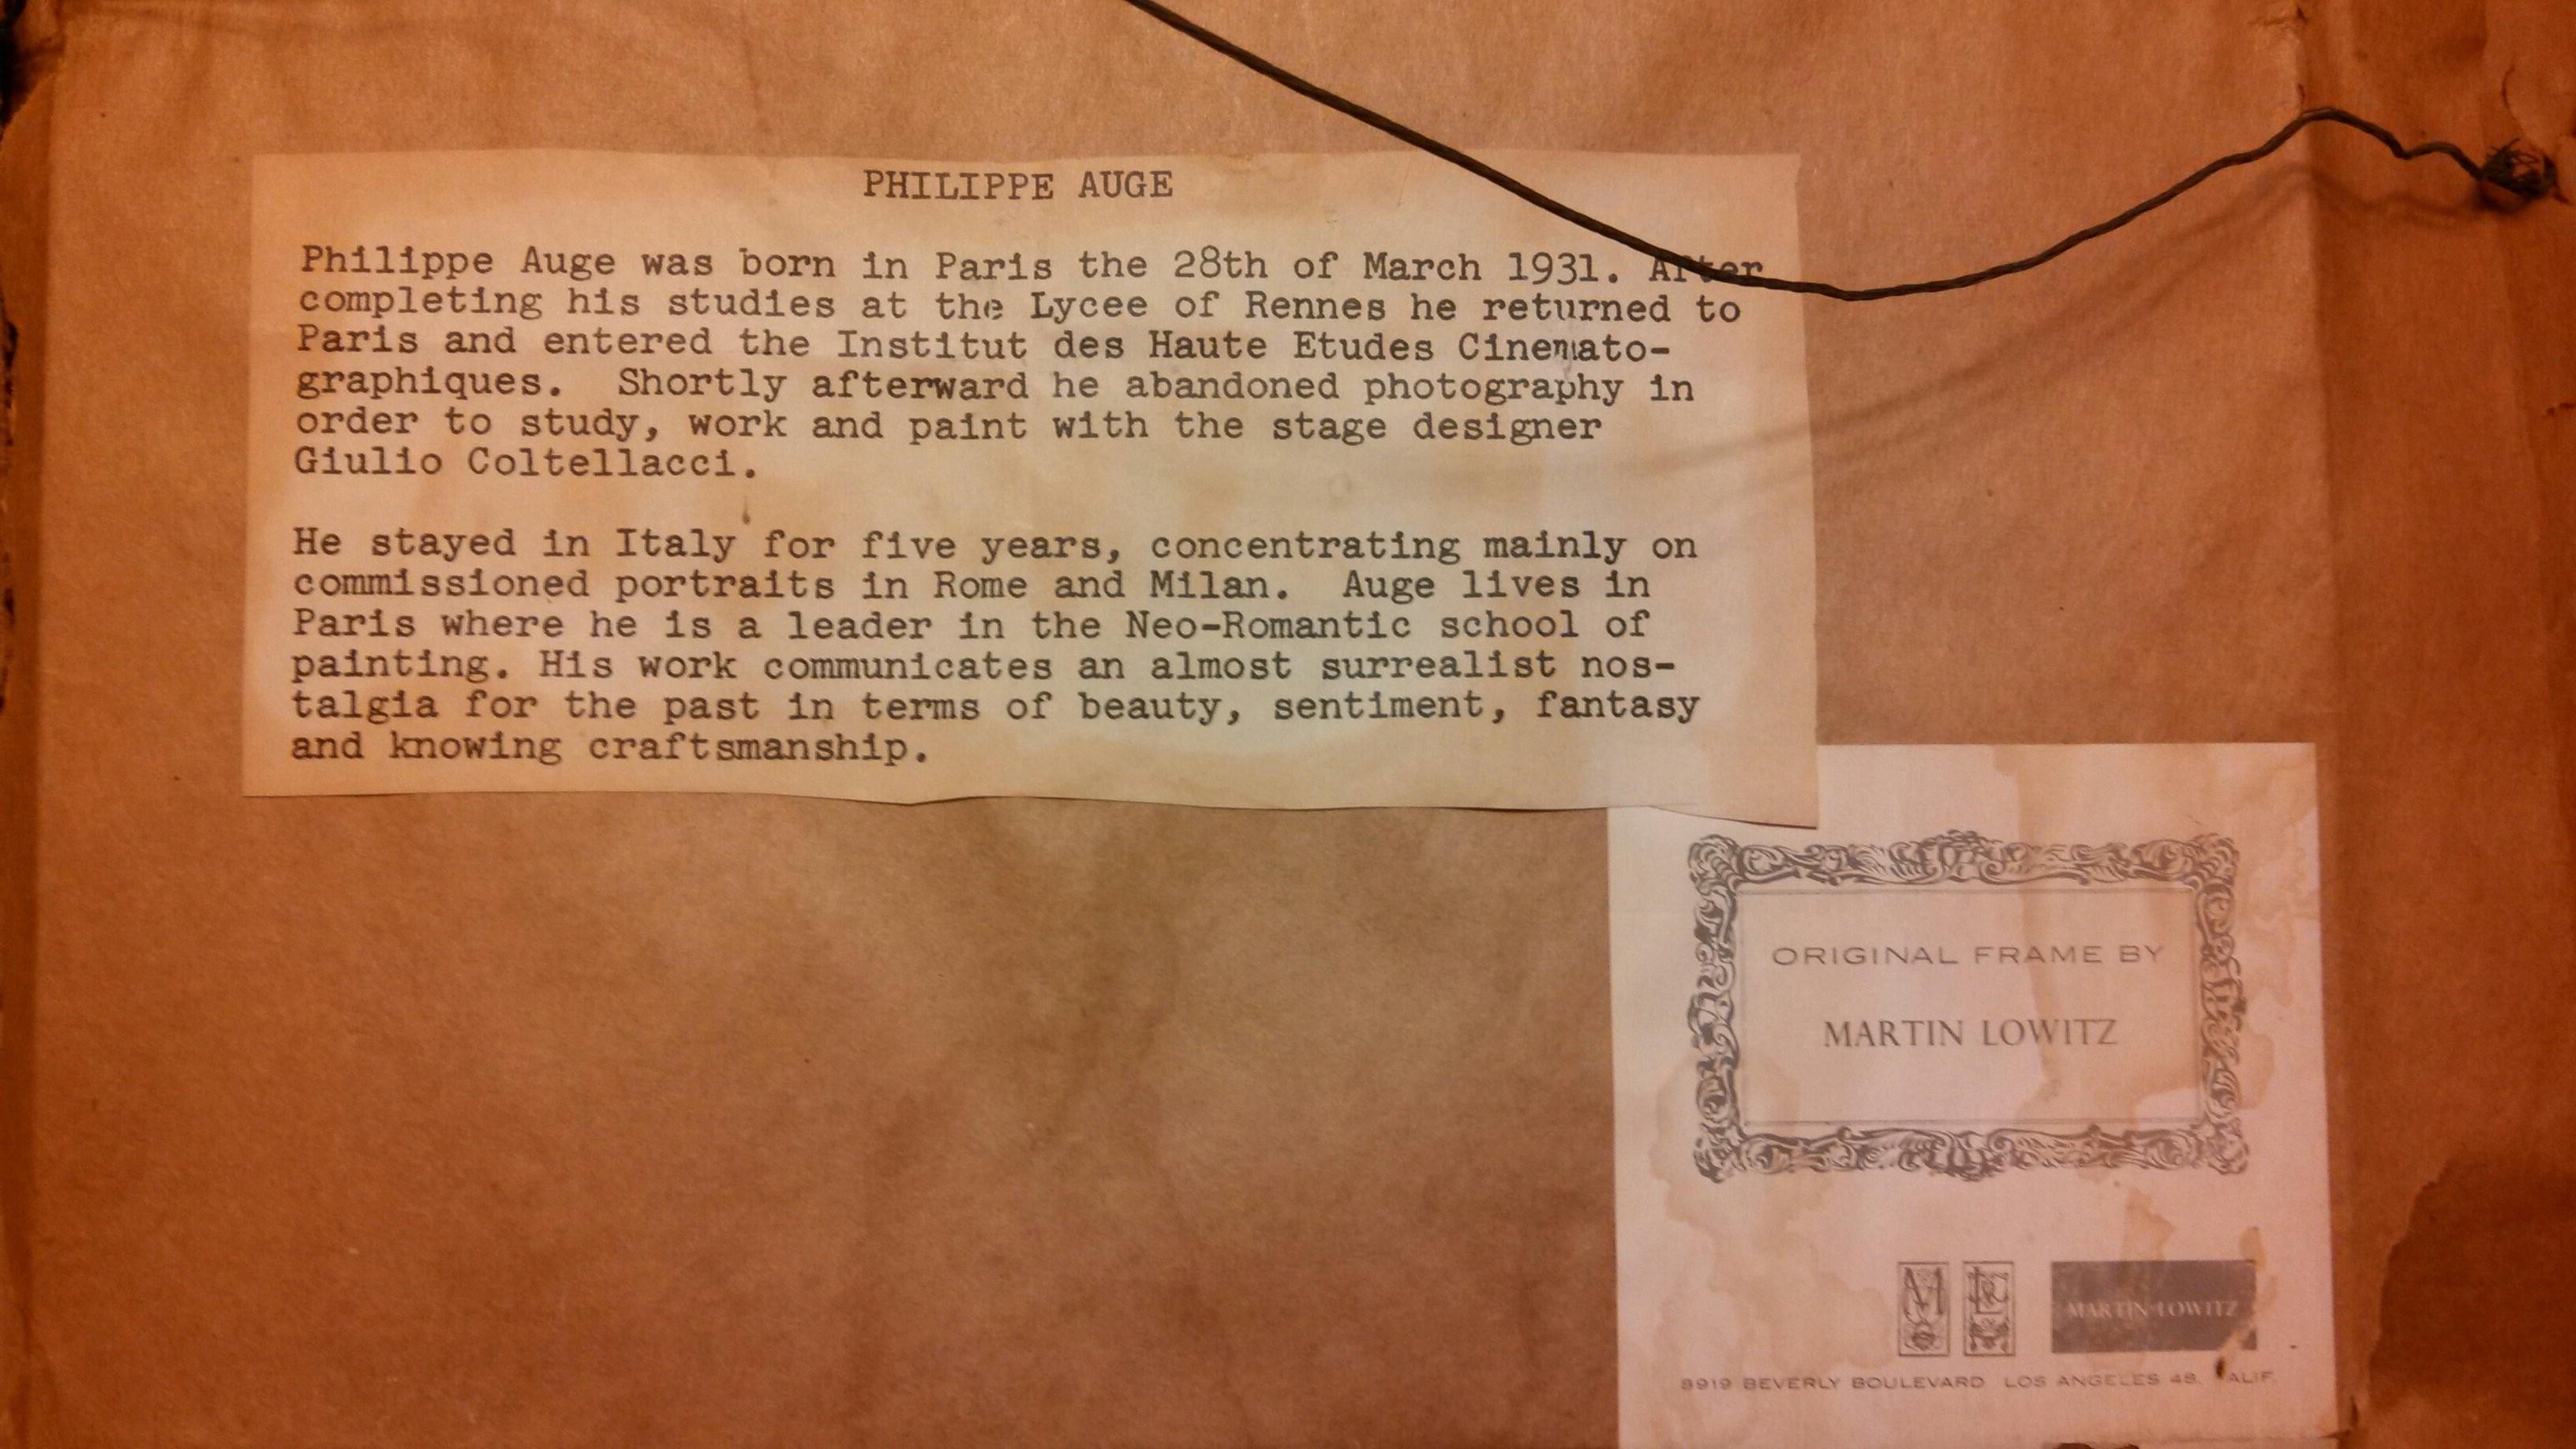 PHILIPPE AUGE
Philippe Auge was born in Paris the 28th of March 1931. After
completing his studies at the Lycee of Rennes he returned to
Paris and entered the Institut des Haute Etudes Cinemato-
graphiques. Shortly afterward he abandoned photography in
order to study, work and paint with the stage designer
Giulio Coltellacci.
He stayed in Italy for five years, concentrating mainly on
commissioned portraits in Rome and Milan. Auge lives in
Paris where he is a leader in the Neo-Romantic school of
painting. His work communicates an almost surrealist nos-
talgia for the past in terms of beauty, sentiment, fantasy
and knowing craftsmanship.
ORIGINAL FRAME BY
MARTIN LOWITZ
M L
MARTIN LOWITZ
8919 BEVERLY BOULEVARD LOS ANGELES 48, CALIF.